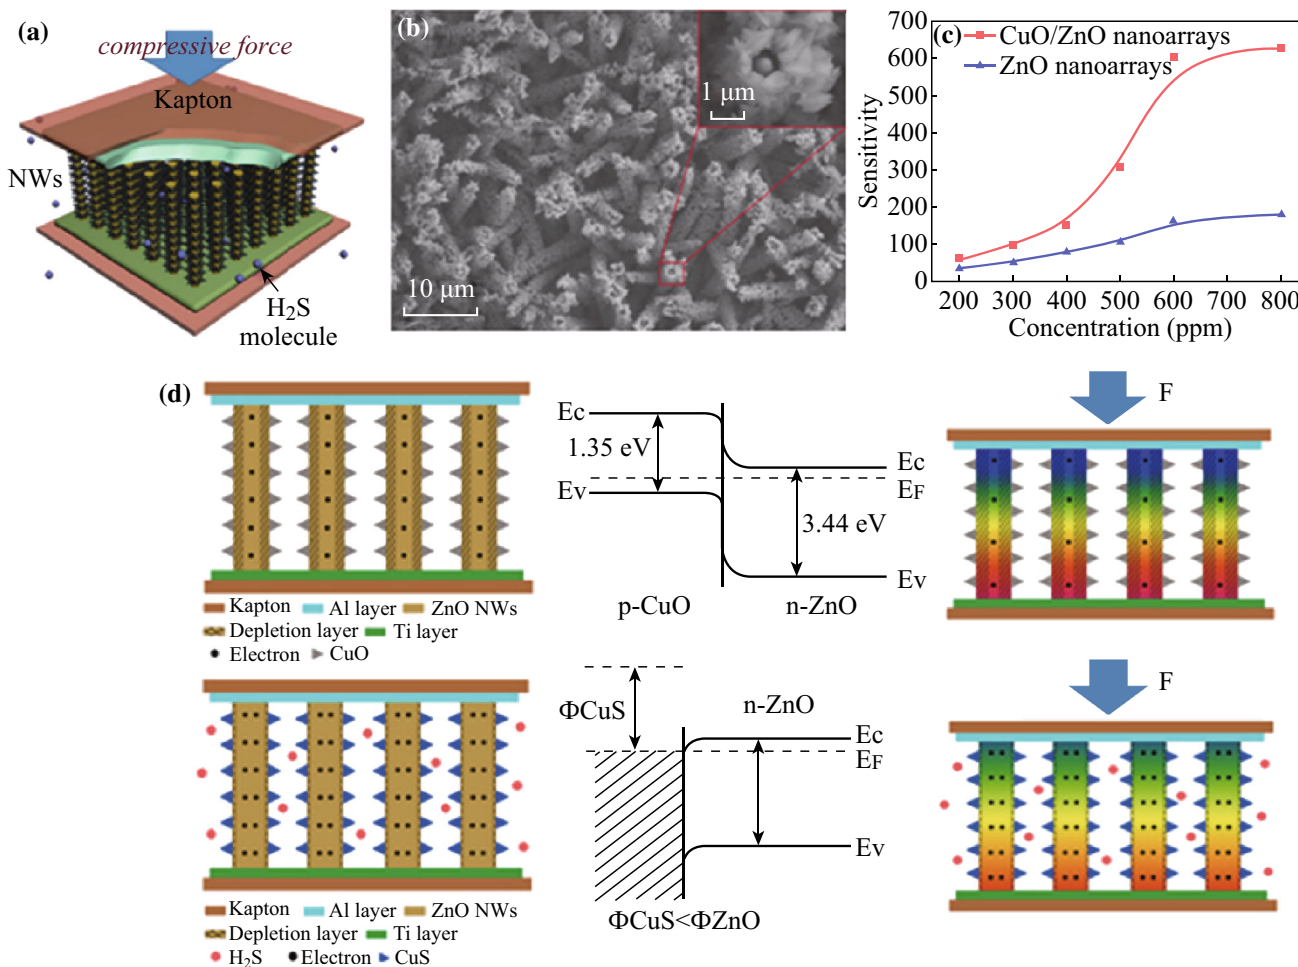 (a)
compressive force
Kapton
NWs
H₂S
molecule
(b)
1 μm
10 μm
(c)
CuO/ZnO nanoarrays
ZnO nanoarrays
Sensitivity
700
600
500
400
300
200
100
0
200 300 400 500 600 700 800
Concentration (ppm)
(d)
Kapton Al layer ZnO NWs
Depletion layer Ti layer
Electron CuO
Ec
1.35 eV
Ev
Ec
EF
3.44 eV
Ev
p-CuO n-ZnO
F
Kapton Al layer ZnO NWs
Depletion layer Ti layer
H₂S Electron CuS
ΦCuS
n-ZnO
Ec
EF
Ev
ΦCuS<ΦZnO
F